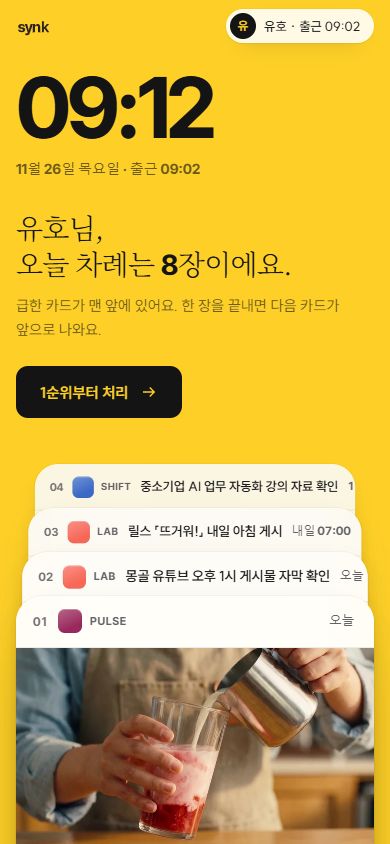 synk
유 유호 · 출근 09:02
09:12
11월 26일 목요일 · 출근 09:02
유호님,
오늘 차례는 8장이에요.
급한 카드가 맨 앞에 있어요. 한 장을 끝내면 다음 카드가
앞으로 나와요.
1순위부터 처리 →
04 SHIFT 중소기업 AI 업무 자동화 강의 자료 확인 1
03 LAB 릴스 「뜨거워!」 내일 아침 게시 내일 07:00
02 LAB 몽골 유튜브 오후 1시 게시물 자막 확인 오늘
01 PULSE 오늘